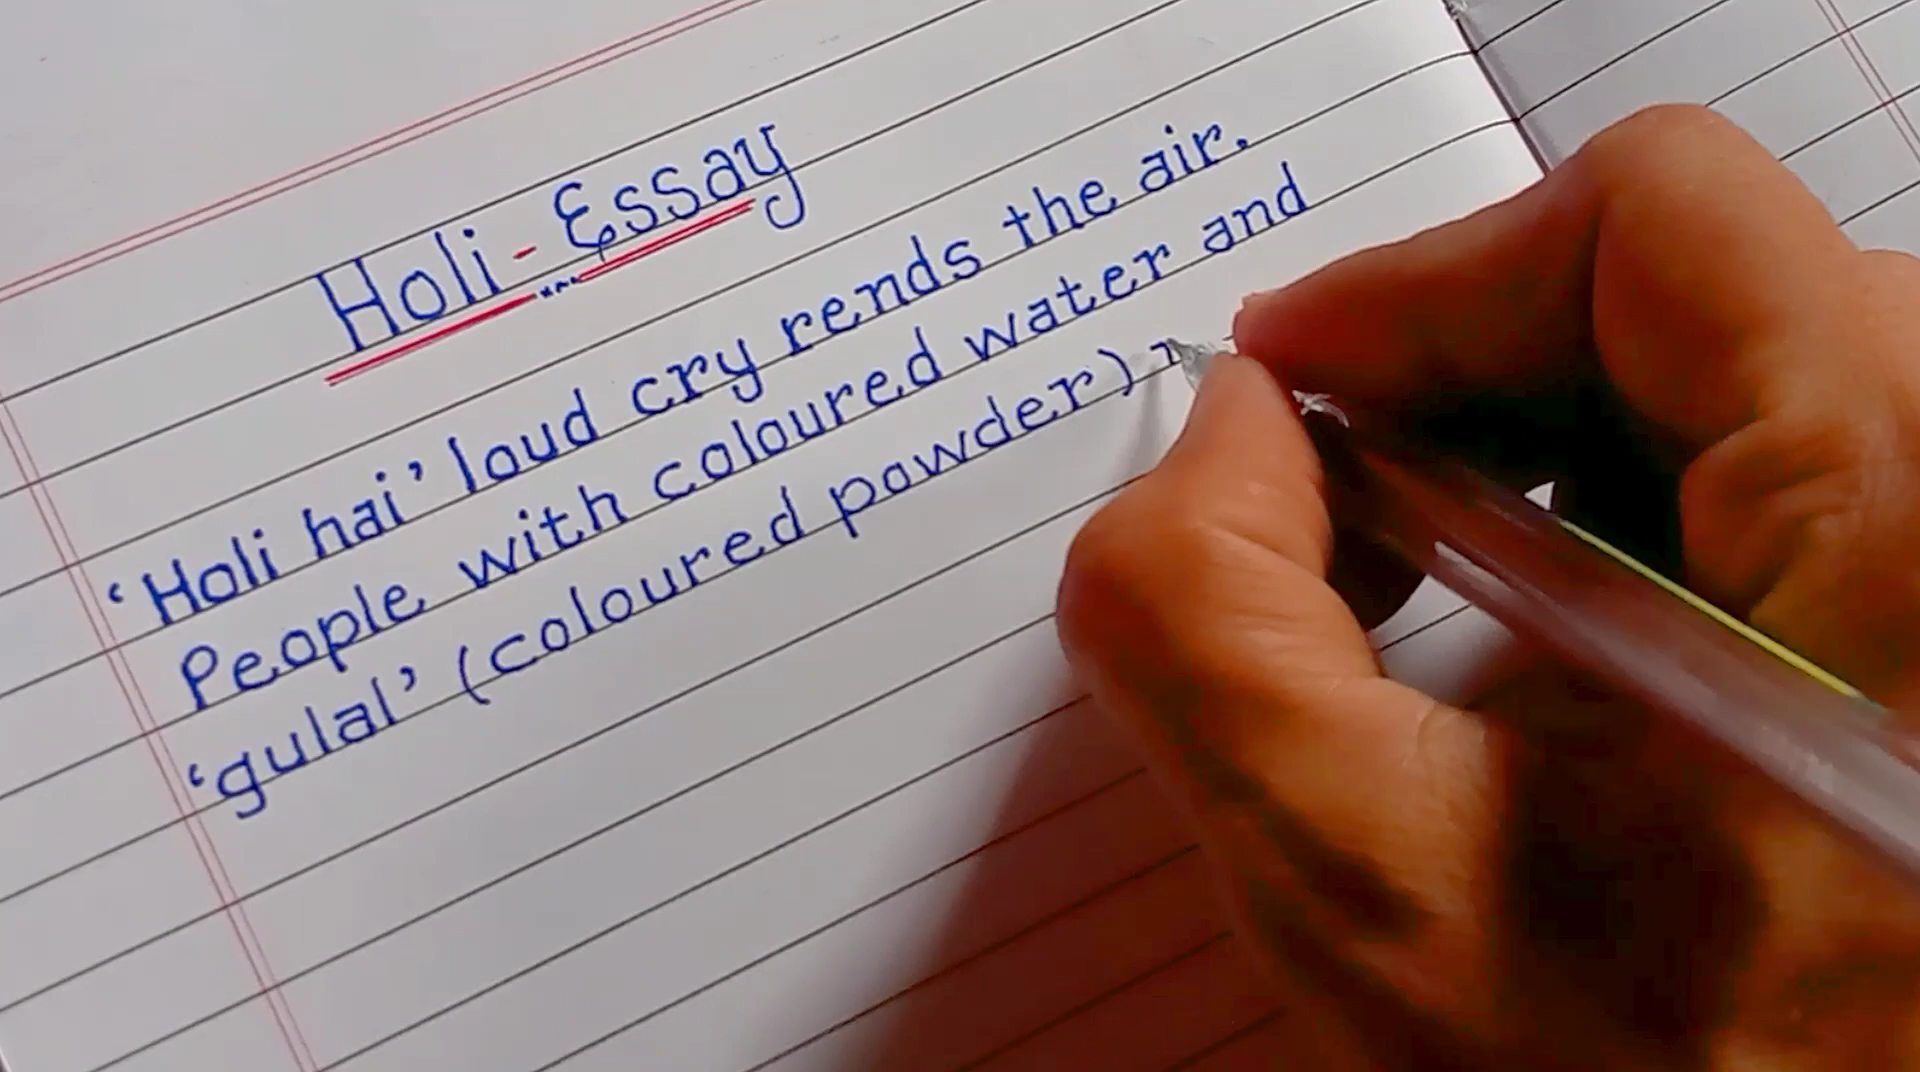 Holi - Essay
'Holi hai' loud cry rends the air.
People with coloured water and
'gulal' (coloured powder)